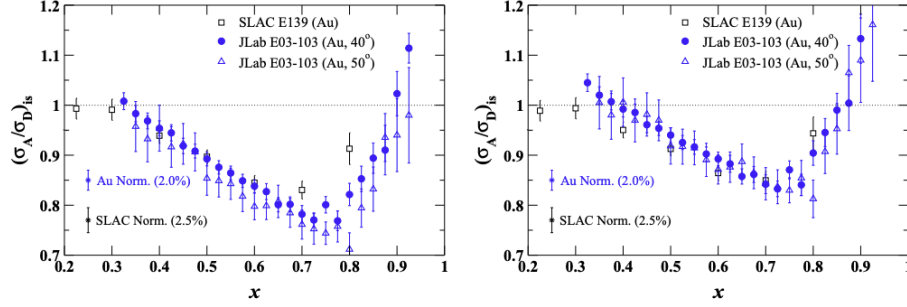 1.2
1.1
1
0.9
0.8
0.7
(σA/σD)is
SLAC E139 (Au)
JLab E03-103 (Au, 40°)
JLab E03-103 (Au, 50°)
Au Norm. (2.0%)
SLAC Norm. (2.5%)
0.2 0.3 0.4 0.5 0.6 0.7 0.8 0.9 1
x
1.2
1.1
1
0.9
0.8
0.7
(σA/σD)is
SLAC E139 (Au)
JLab E03-103 (Au, 40°)
JLab E03-103 (Au, 50°)
Au Norm. (2.0%)
SLAC Norm. (2.5%)
0.2 0.3 0.4 0.5 0.6 0.7 0.8 0.9 1
x